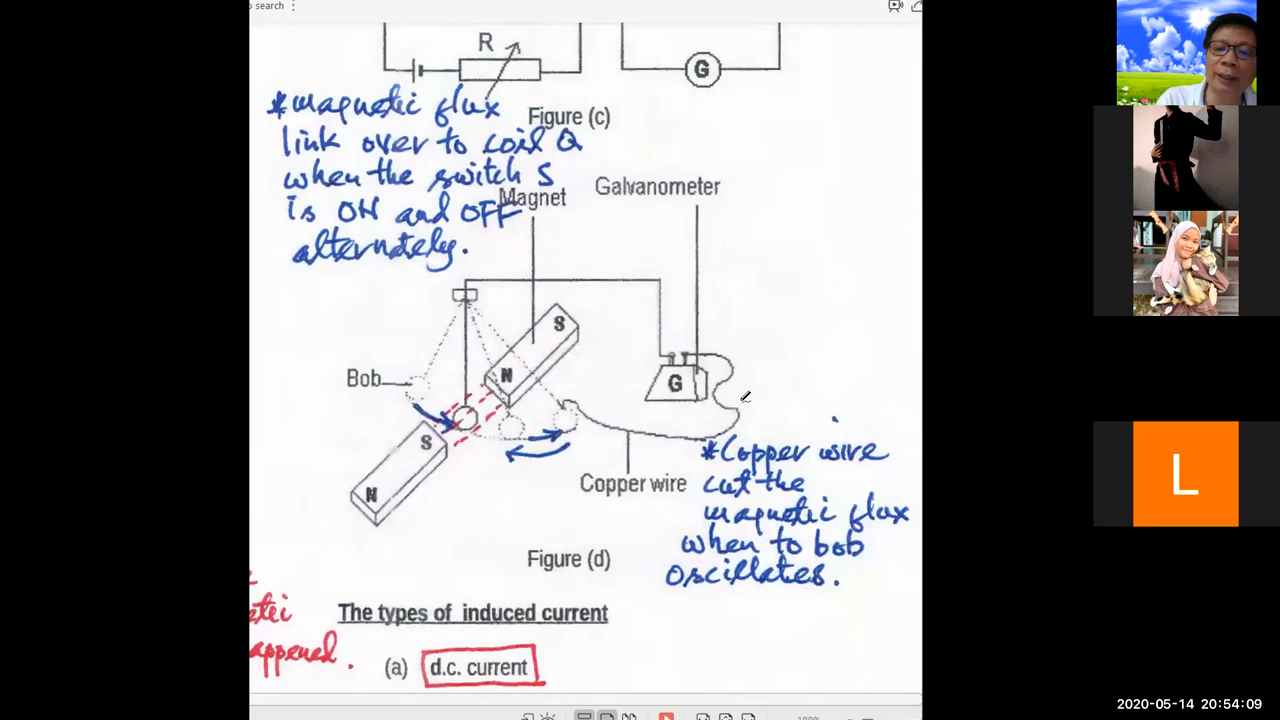 search
R
G
Figure (c)
*magnetic flux
link over to coil Q
when the switch S
is ON and OFF
alternately.
Magnet
Galvanometer
S
N
Bob
G
S
N
Copper wire
*Copper wire
cut the
magnetic flux
when to bob
oscillates.
Figure (d)
The types of induced current
appened.
(a) d.c. current
L
2020-05-14 20:54:09